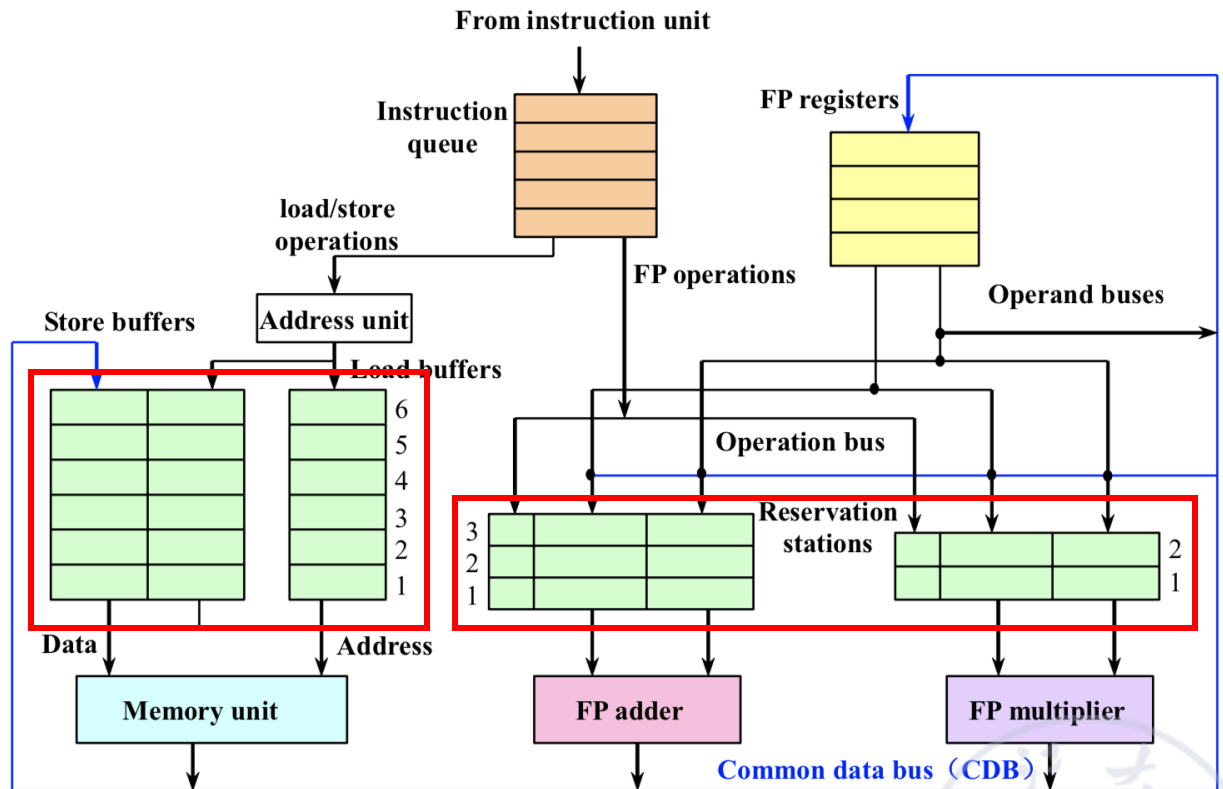 From instruction unit
Instruction
queue
FP registers
load/store
operations
FP operations
Operand buses
Address unit
Store buffers
Load buffers
6
5
4
3
2
1
Operation bus
Reservation
stations
3
2
1
2
1
Data
Address
Memory unit
FP adder
FP multiplier
Common data bus（CDB）